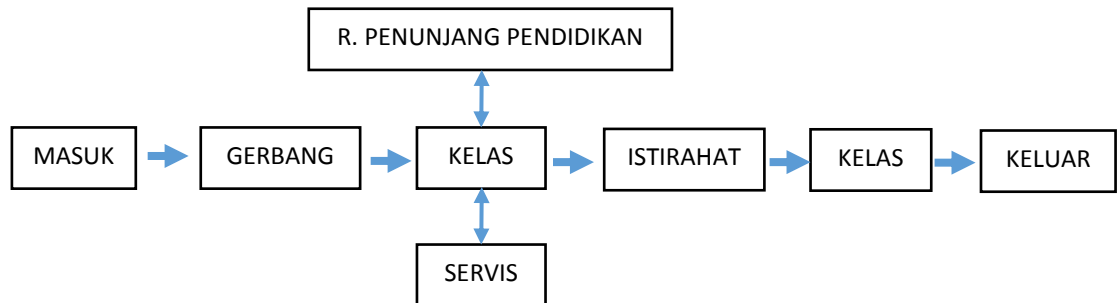 R. PENUNJANG PENDIDIKAN
MASUK
GERBANG
KELAS
ISTIRAHAT
KELAS
KELUAR
SERVIS